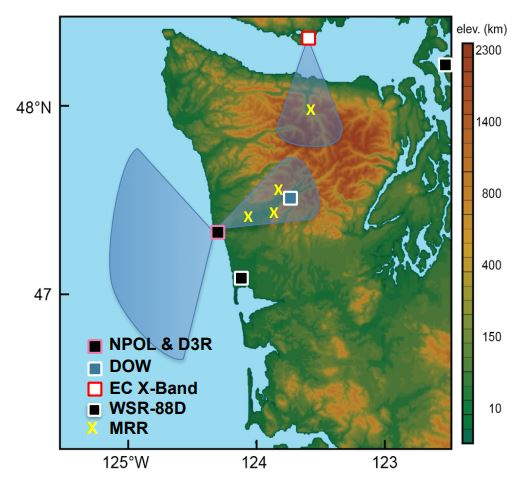 elev. (km)
2300
48°N
X
1400
800
X
X X
400
47
150
NPOL & D3R
DOW
EC X-Band
10
WSR-88D
X MRR
125°W 124 123